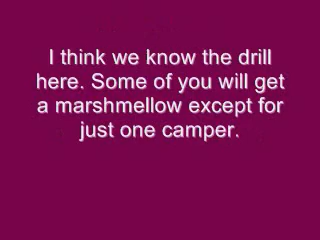 I think we know the drill
here. Some of you will get
a marshmellow except for
just one camper.